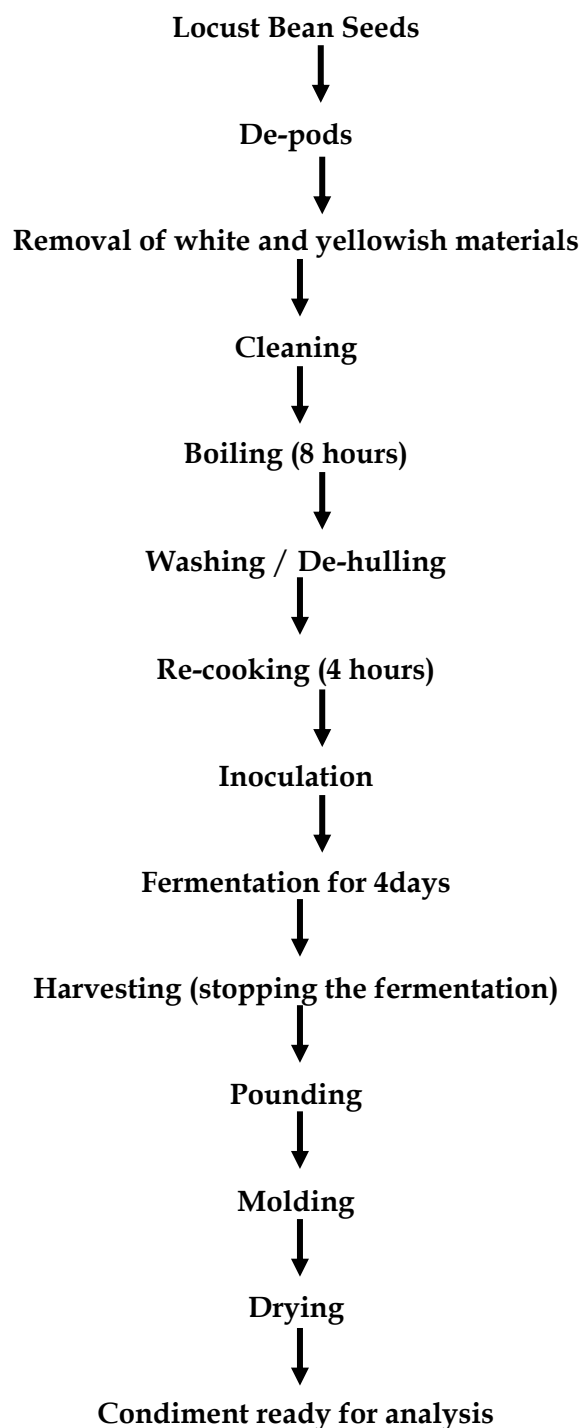 Locust Bean Seeds
De-pods
Removal of white and yellowish materials
Cleaning
Boiling (8 hours)
Washing / De-hulling
Re-cooking (4 hours)
Inoculation
Fermentation for 4days
Harvesting (stopping the fermentation)
Pounding
Molding
Drying
Condiment ready for analysis